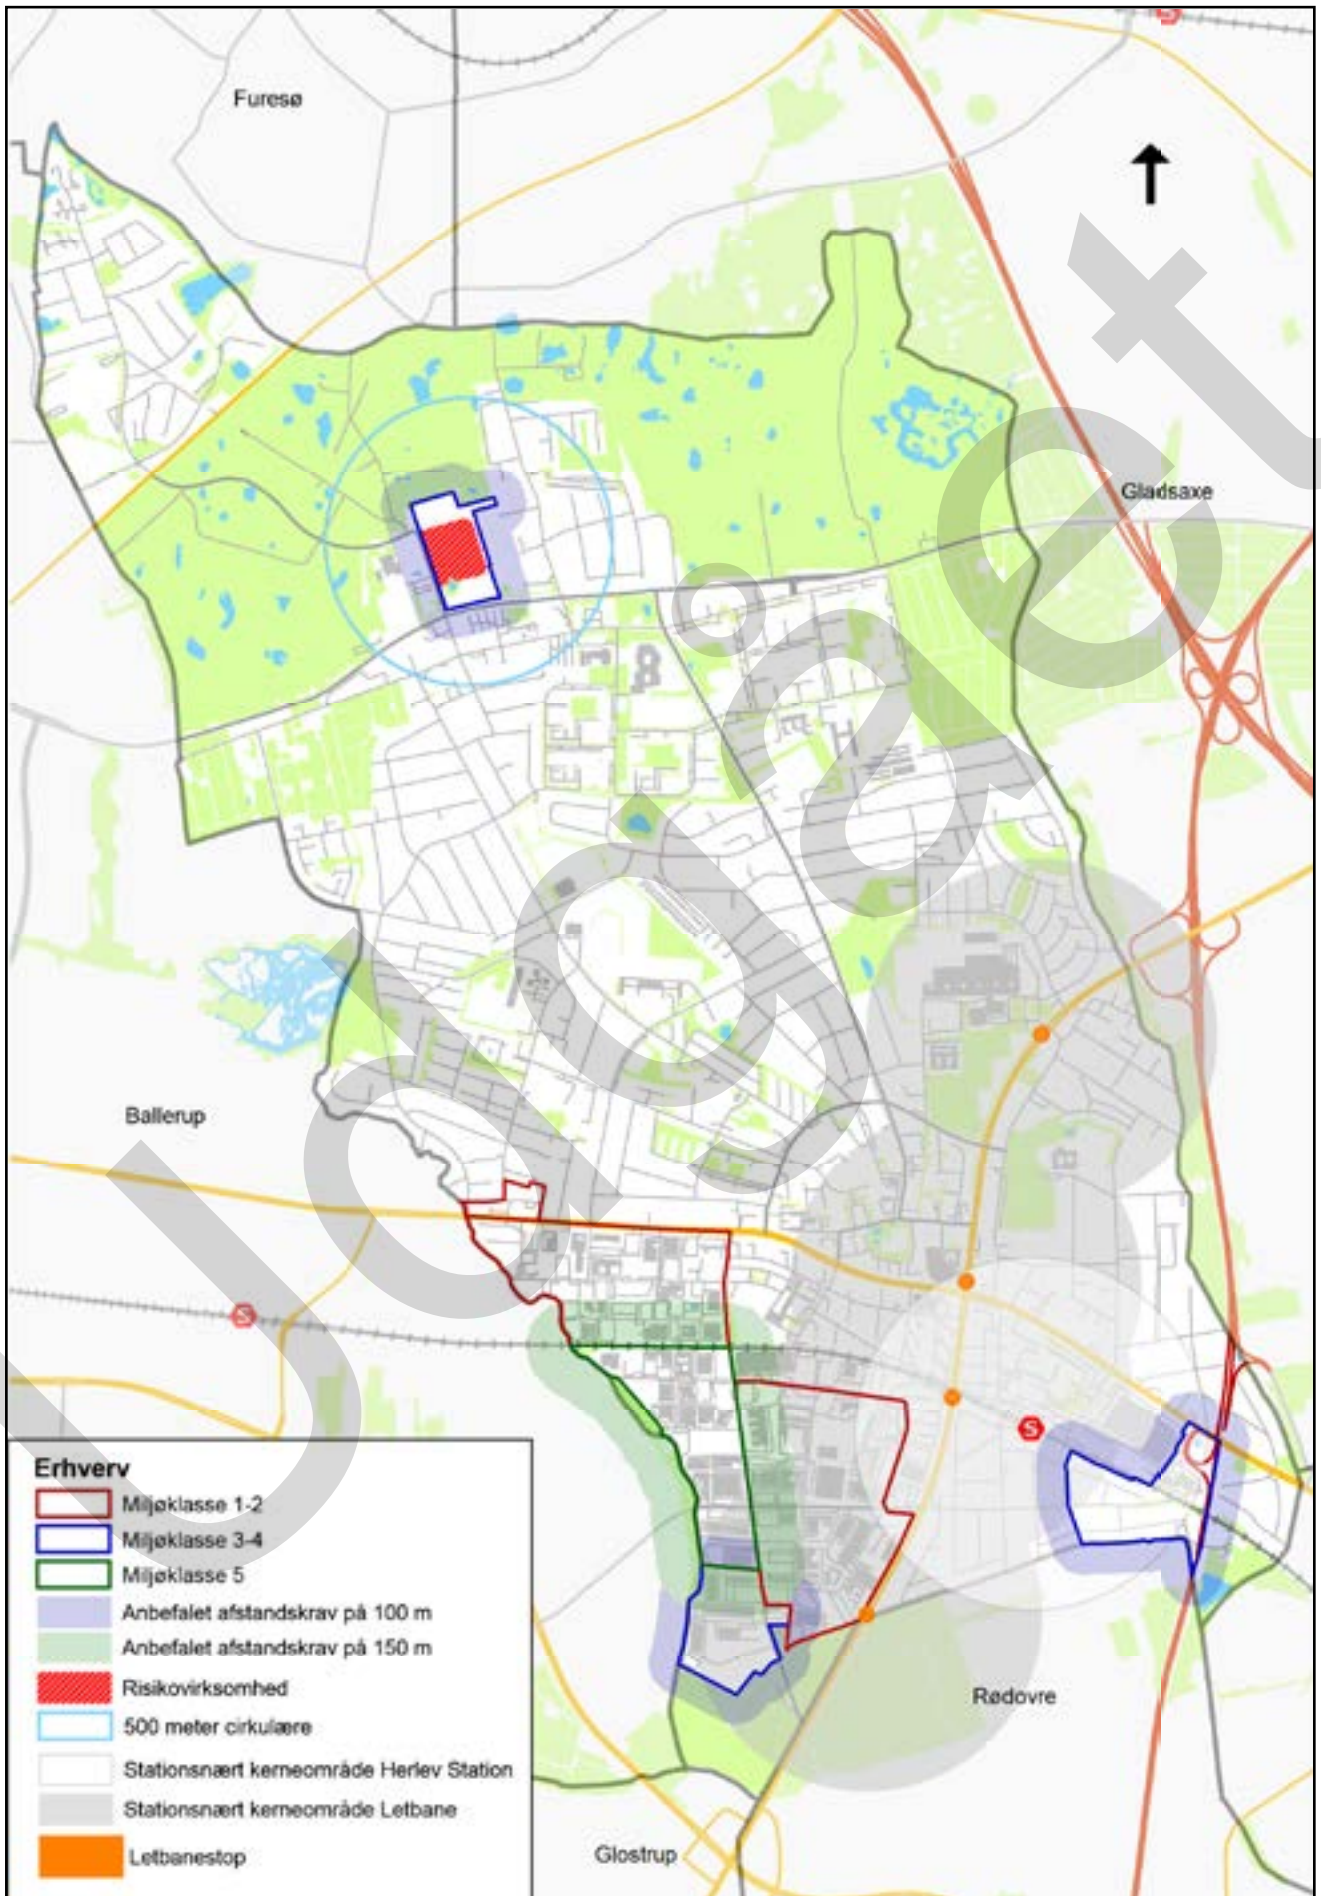 Furesø
Gladsaxe
Ballerup
S
S
S
Rødovre
Glostrup
Erhverv
Miljøklasse 1-2
Miljøklasse 3-4
Miljøklasse 5
Anbefalet afstandskrav på 100 m
Anbefalet afstandskrav på 150 m
Risikovirksomhed
500 meter cirkulære
Stationsnært kerneområde Herlev Station
Stationsnært kerneområde Letbane
Letbanestop
Udgået